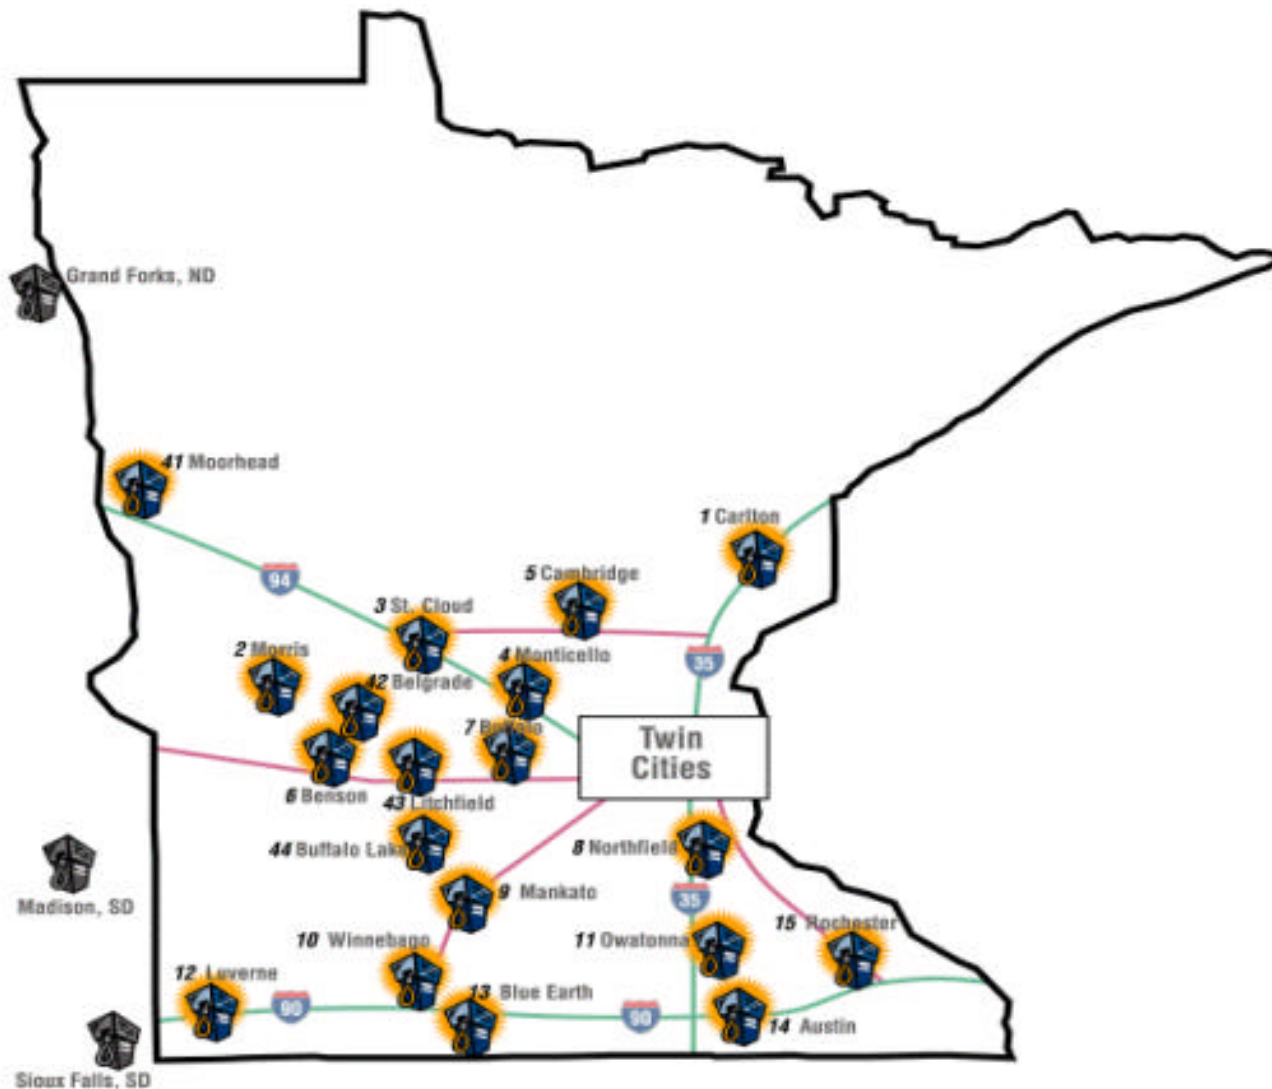 Grand Forks, ND
41 Moorhead
1 Carlton
94
5 Cambridge
3 St. Cloud
2 Morris
4 Monticello
35
42 Belgrade
7 Buffalo
Twin
Cities
6 Benson
43 Litchfield
44 Buffalo Lake
8 Northfield
Madison, SD
9 Mankato
35
15 Rochester
10 Winnebago
11 Owatonna
12 Luverne
13 Blue Earth
90
90
14 Austin
Sioux Falls, SD